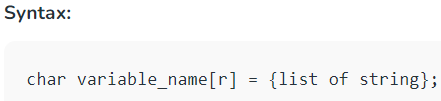 Syntax:
char variable_name[r] = {list of string};